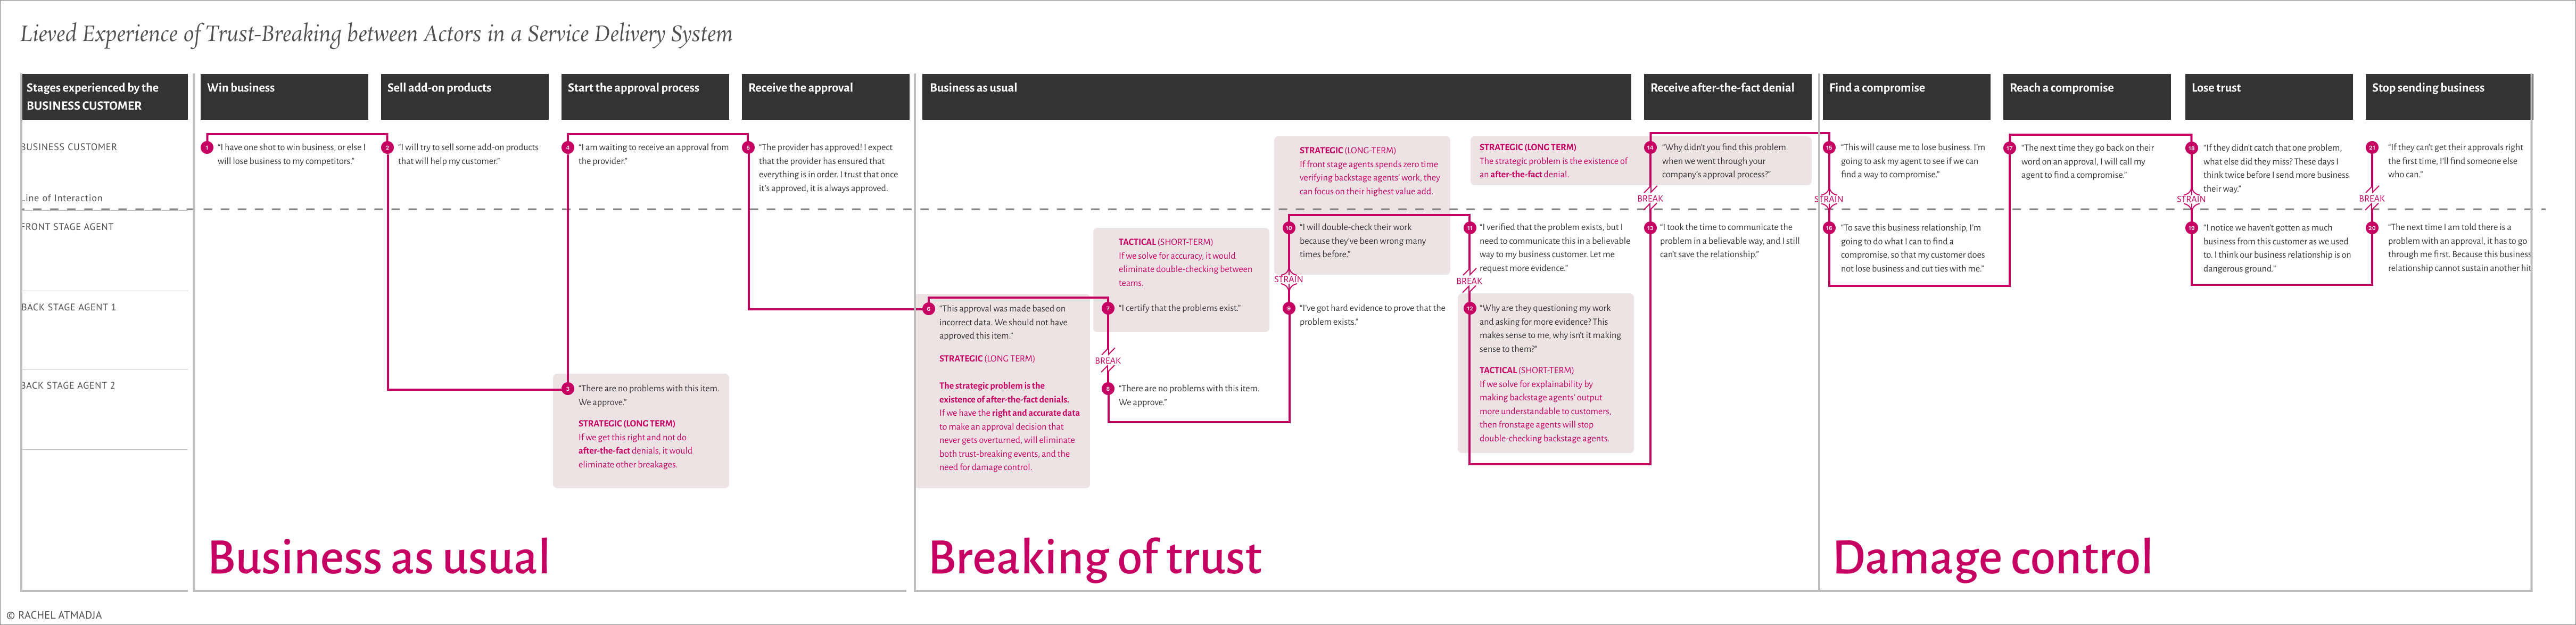 Lieved Experience of Trust-Breaking between Actors in a Service Delivery System
Stages experienced by the
BUSINESS CUSTOMER
Win business
Sell add-on products
Start the approval process
Receive the approval
Business as usual
Receive after-the-fact denial
Find a compromise
Reach a compromise
Lose trust
Stop sending business
BUSINESS CUSTOMER
Line of Interaction
FRONT STAGE AGENT
BACK STAGE AGENT 1
BACK STAGE AGENT 2
1
“I have one shot to win business, or else I
will lose business to my competitors.”
2
“I will try to sell some add-on products
that will help my customer.”
3
“There are no problems with this item.
We approve.”
STRATEGIC (LONG TERM)
If we get this right and not do
after-the-fact denials, it would
eliminate other breakages.
4
“I am waiting to receive an approval from
the provider.”
5
“The provider has approved! I expect
that the provider has ensured that
everything is in order. I trust that once
it’s approved, it is always approved.
6
“This approval was made based on
incorrect data. We should not have
approved this item.”
STRATEGIC (LONG TERM)
The strategic problem is the
existence of after-the-fact denials.
If we have the right and accurate data
to make an approval decision that
never gets overturned, will eliminate
both trust-breaking events, and the
need for damage control.
TACTICAL (SHORT-TERM)
If we solve for accuracy, it would
eliminate double-checking between
teams.
7
“I certify that the problems exist.”
BREAK
8
“There are no problems with this item.
We approve.”
STRATEGIC (LONG-TERM)
If front stage agents spends zero time
verifying backstage agents’ work, they
can focus on their highest value add.
10
“I will double-check their work
because they’ve been wrong many
times before.”
STRAIN
9
“I’ve got hard evidence to prove that the
problem exists.”
STRATEGIC (LONG TERM)
The strategic problem is the existence of
an after-the-fact denial.
11
“I verified that the problem exists, but I
need to communicate this in a believable
way to my business customer. Let me
request more evidence.”
BREAK
12
“Why are they questioning my work
and asking for more evidence? This
makes sense to me, why isn’t it making
sense to them?”
TACTICAL (SHORT-TERM)
If we solve for explainability by
making backstage agents’ output
more understandable to customers,
then fronstage agents will stop
double-checking backstage agents.
14
“Why didn’t you find this problem
when we went through your
company’s approval process?”
BREAK
13
“I took the time to communicate the
problem in a believable way, and I still
can’t save the relationship.”
15
“This will cause me to lose business. I’m
going to ask my agent to see if we can
find a way to compromise.”
STRAIN
16
“To save this business relationship, I’m
going to do what I can to find a
compromise, so that my customer does
not lose business and cut ties with me.”
17
“The next time they go back on their
word on an approval, I will call my
agent to find a compromise.”
18
“If they didn’t catch that one problem,
what else did they miss? These days I
think twice before I send more business
their way.”
STRAIN
19
“I notice we haven’t gotten as much
business from this customer as we used
to. I think our business relationship is on
dangerous ground.”
21
“If they can’t get their approvals right
the first time, I’ll find someone else
who can.”
BREAK
20
“The next time I am told there is a
problem with an approval, it has to go
through me first. Because this business
relationship cannot sustain another hit
Business as usual
Breaking of trust
Damage control
© RACHEL ATMADJA